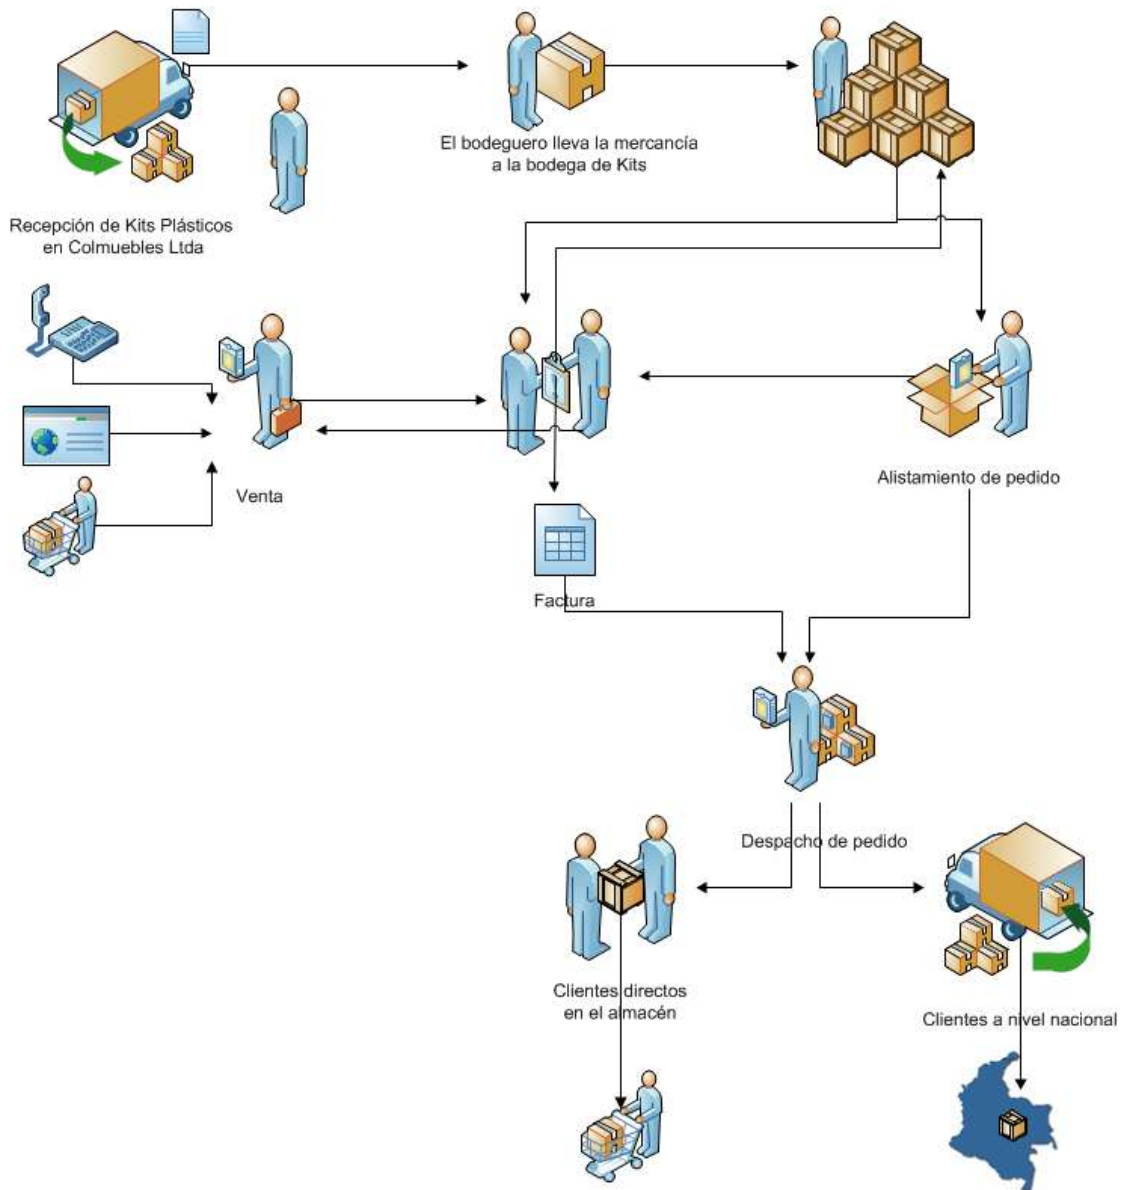 El bodeguero lleva la mercancía
a la bodega de Kits
Recepción de Kits Plásticos
en Colmuebles Ltda
Venta
Alistamiento de pedido
Factura
Despacho de pedido
Clientes directos
en el almacén
Clientes a nivel nacional